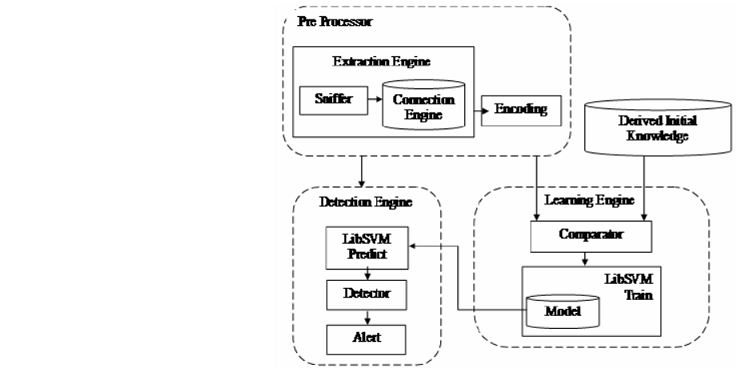 Pre Processor
Extraction Engine
Sniffer
Connection
Engine
Encoding
Derived Initial
Knowledge
Detection Engine
LibSVM
Predict
Detector
Alert
Learning Engine
Comparator
LibSVM
Train
Model